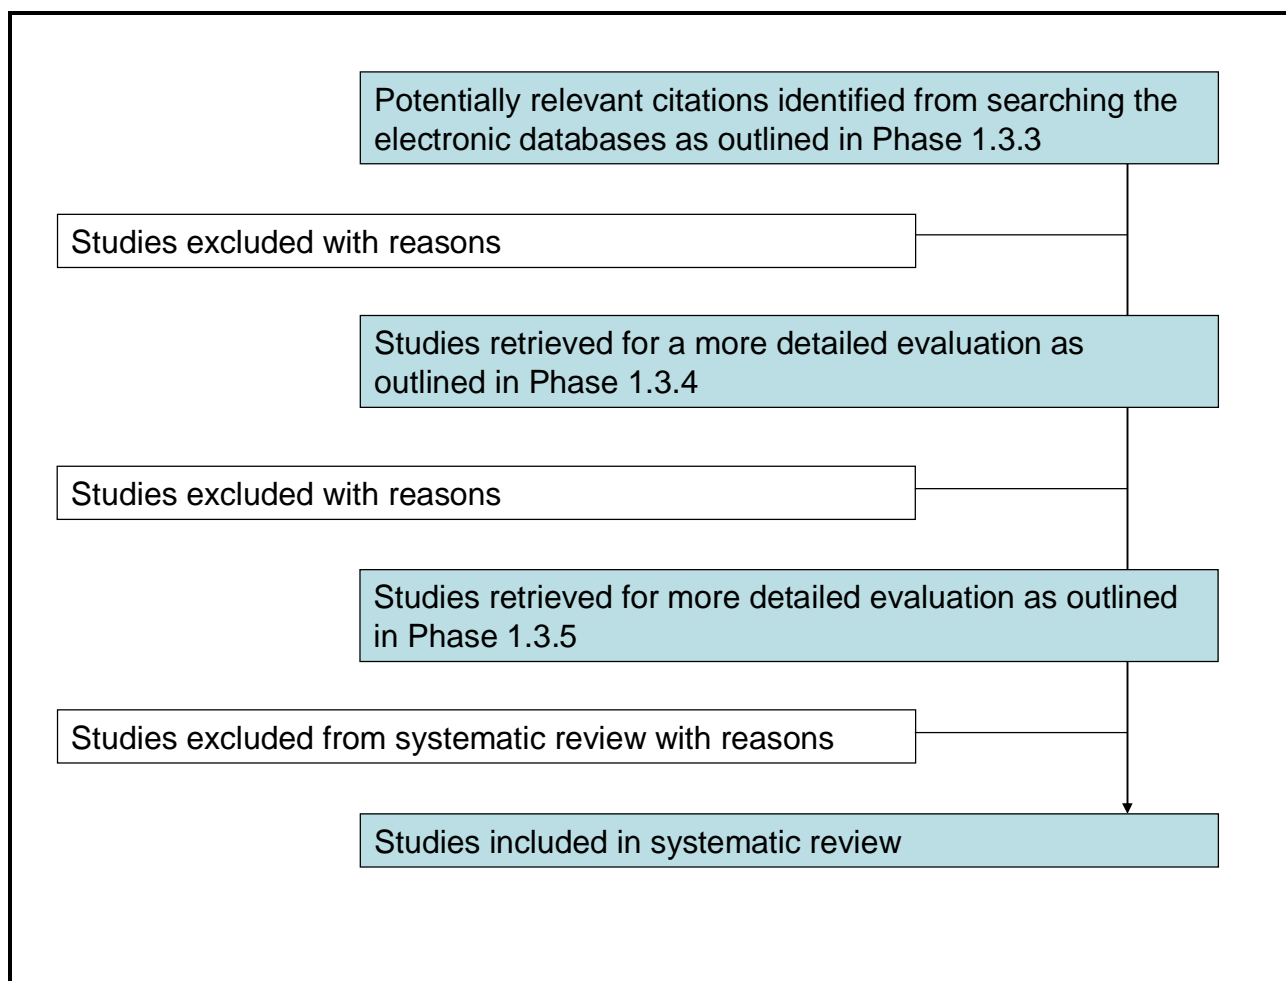 Potentially relevant citations identified from searching the
electronic databases as outlined in Phase 1.3.3
Studies excluded with reasons
Studies retrieved for a more detailed evaluation as
outlined in Phase 1.3.4
Studies excluded with reasons
Studies retrieved for more detailed evaluation as outlined
in Phase 1.3.5
Studies excluded from systematic review with reasons
Studies included in systematic review